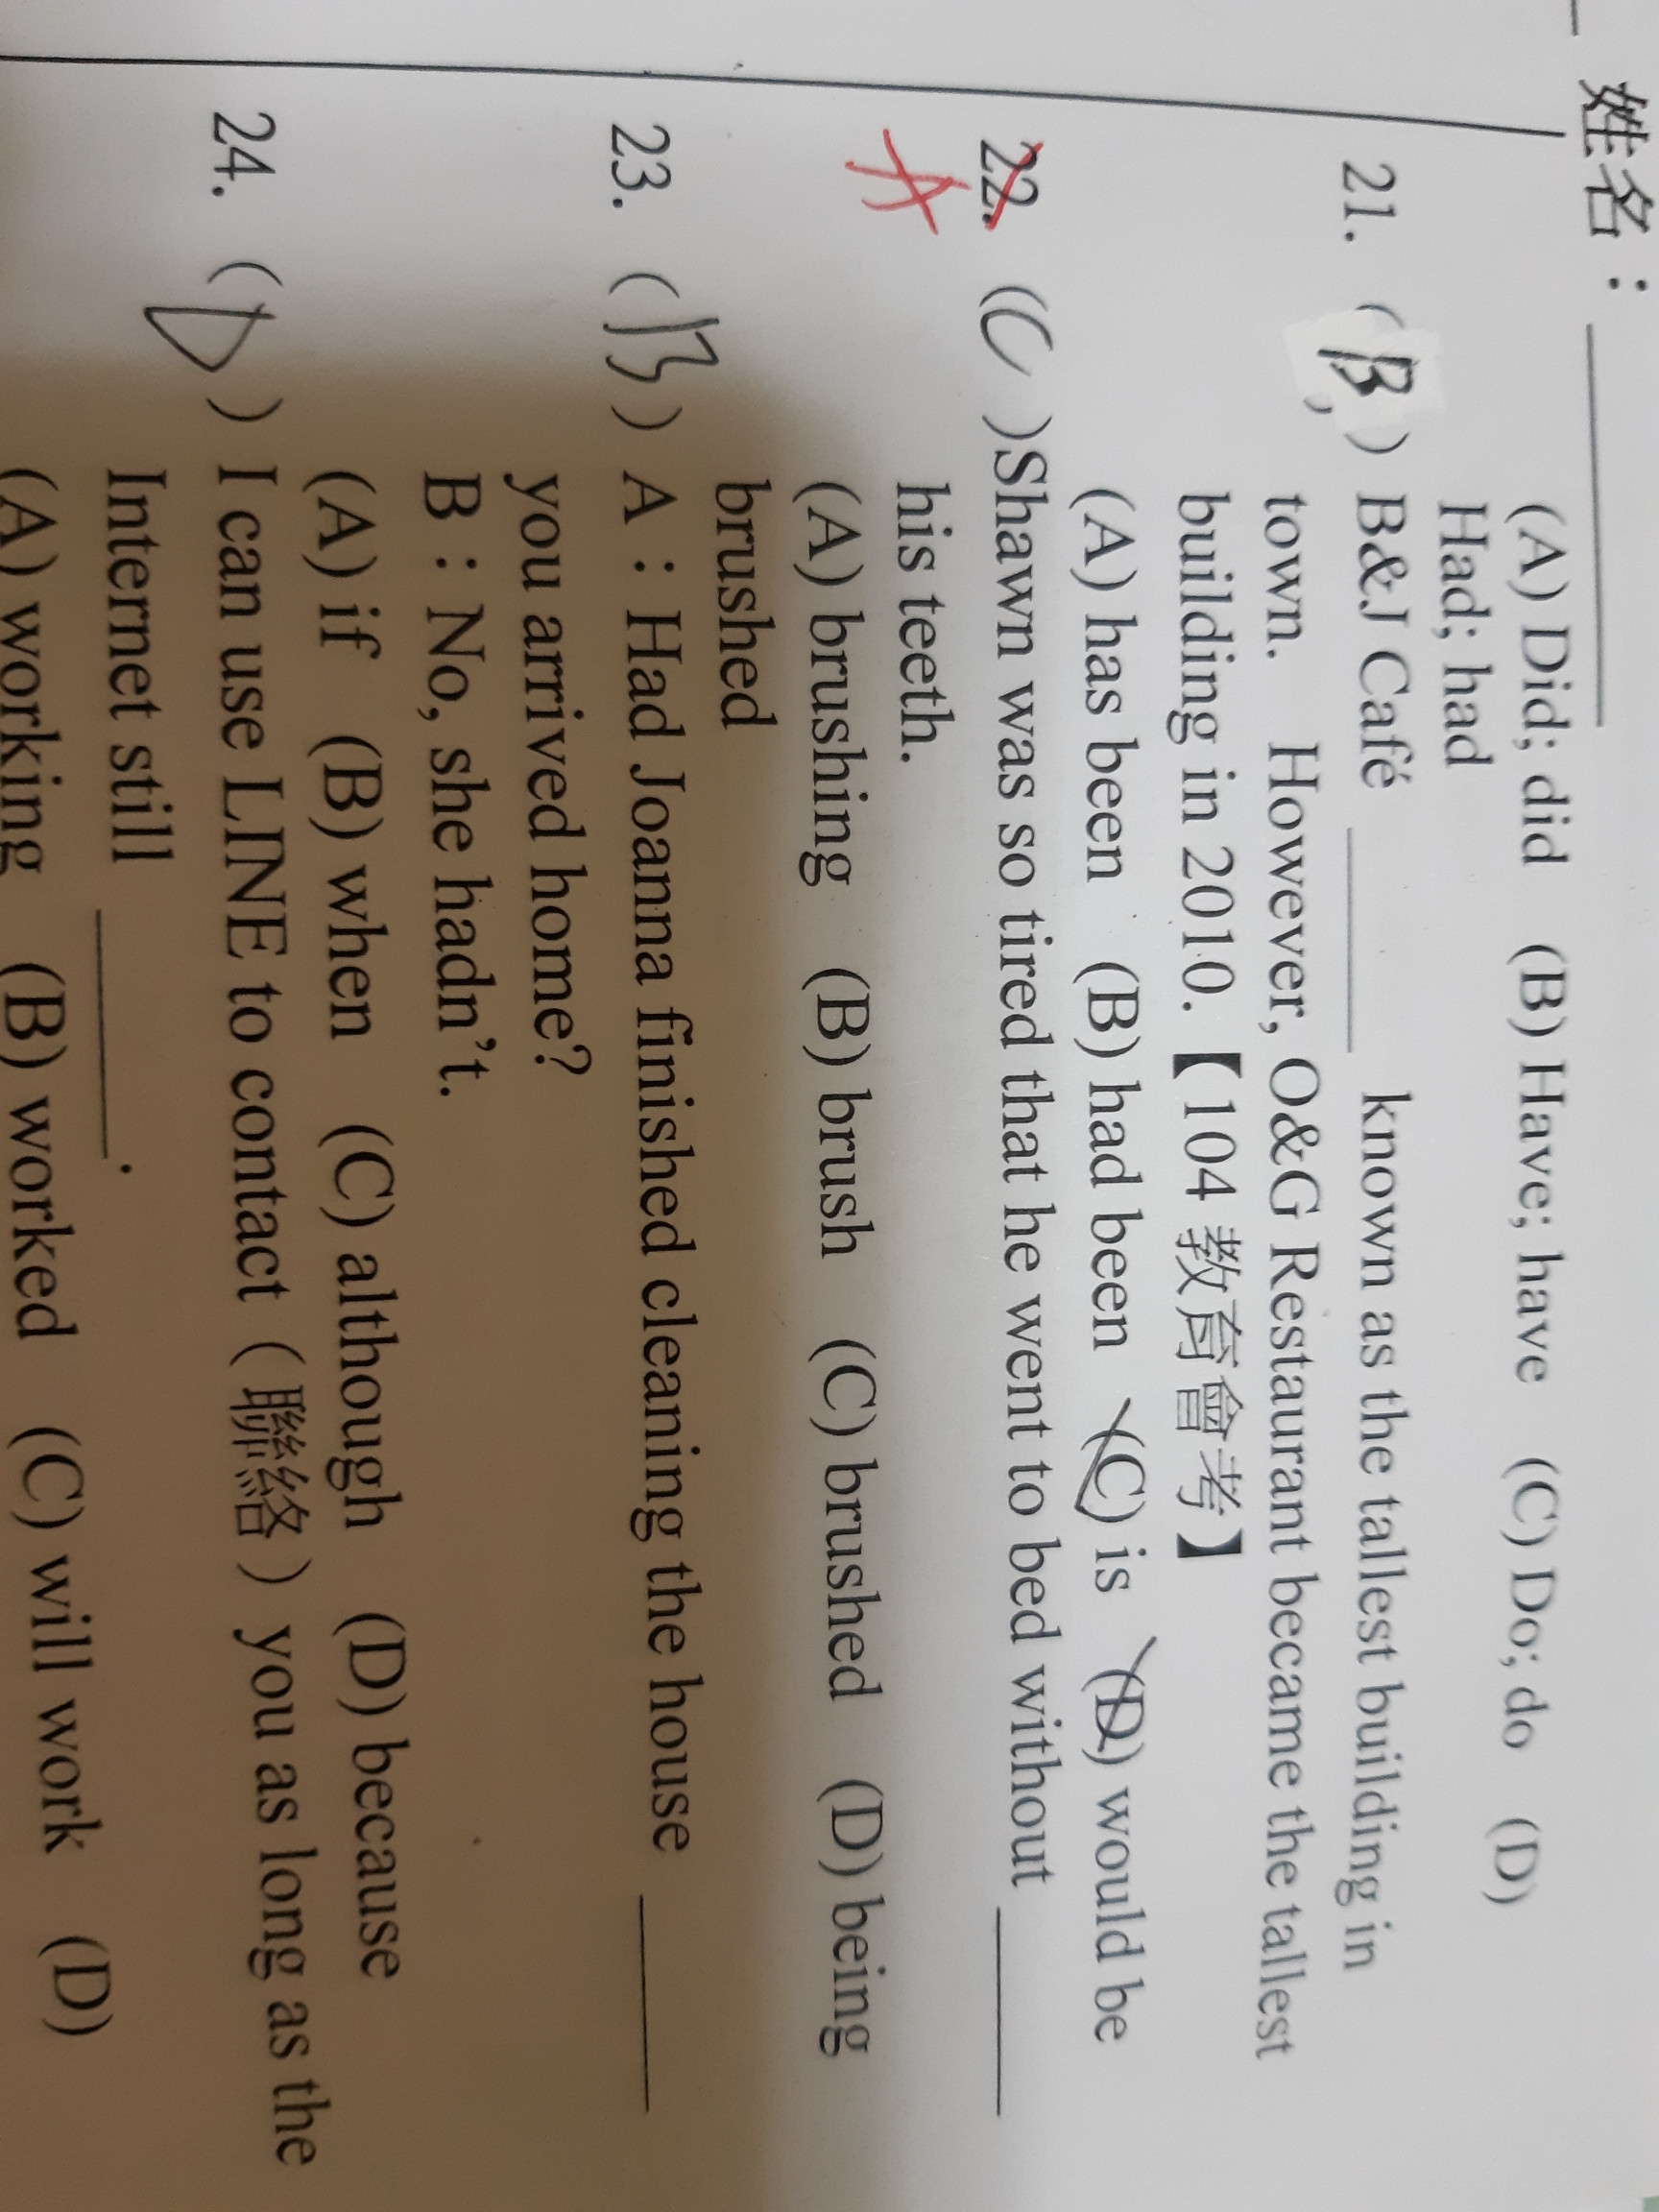 姓名：
(A) Did; did (B) Have; have (C) Do; do (D)
Had; had
21. (B) B&J Café ______ known as the tallest building in
town. However, O&G Restaurant became the tallest
building in 2010.【104 教育會考】
(A) has been (B) had been (C) is (D) would be
22. (C) Shawn was so tired that he went to bed without ______
A
his teeth.
(A) brushing (B) brush (C) brushed (D) being
brushed
23. (B) A：Had Joanna finished cleaning the house ______
you arrived home?
B：No, she hadn't.
(A) if (B) when (C) although (D) because
24. (D) I can use LINE to contact（聯絡）you as long as the
Internet still ______.
(A) working (B) worked (C) will work (D)